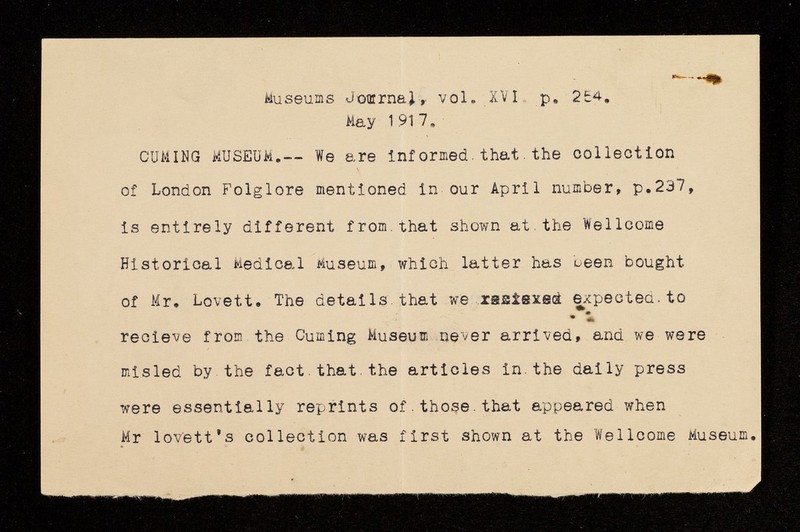 Museums Journal, vol. XVI. p. 254.
May 1917.
CUMING MUSEUM.-- We are informed that the collection
of London Folglore mentioned in our April number, p.237,
is entirely different from that shown at the Wellcome
Historical Medical Museum, which latter has been bought
of Mr. Lovett. The details that we expected to
recieve from the Cuming Museum never arrived, and we were
misled by the fact that the articles in the daily press
were essentially reprints of those that appeared when
Mr lovett's collection was first shown at the Wellcome Museum.